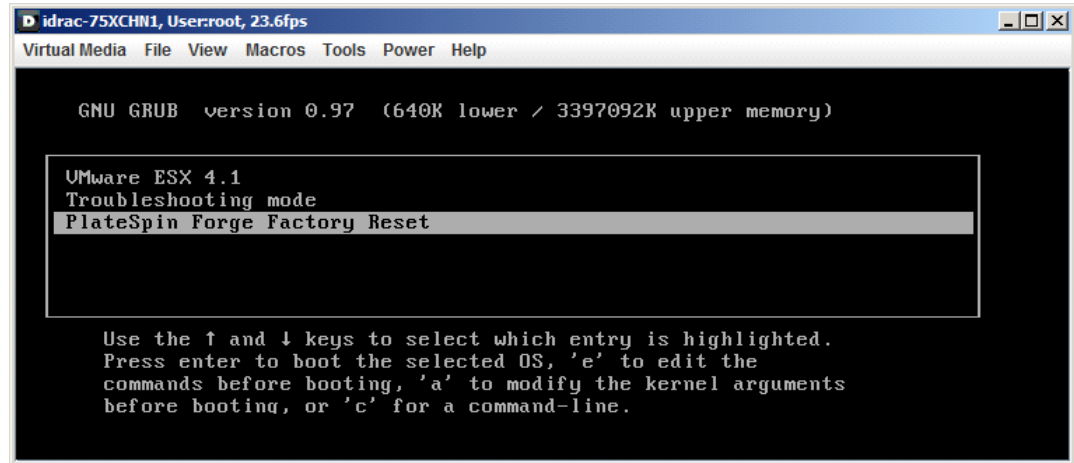 D idrac-75XCHN1, User:root, 23.6fps
Virtual Media File View Macros Tools Power Help
GNU GRUB version 0.97 (640K lower / 3397092K upper memory)
VMware ESX 4.1
Troubleshooting mode
PlateSpin Forge Factory Reset
Use the ↑ and ↓ keys to select which entry is highlighted.
Press enter to boot the selected OS, 'e' to edit the
commands before booting, 'a' to modify the kernel arguments
before booting, or 'c' for a command-line.